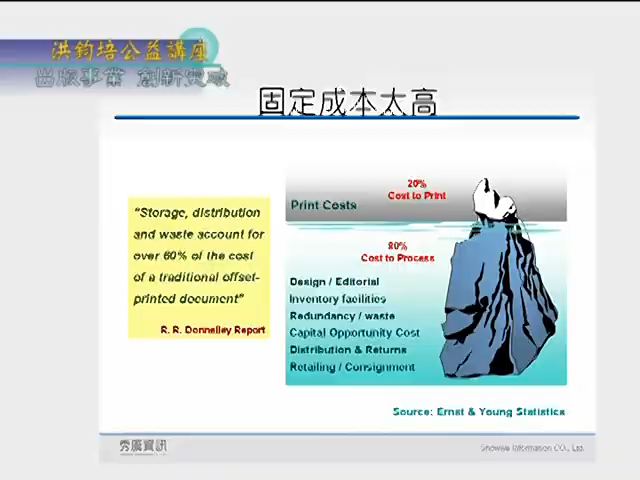 洪鈞培公益講座
出版事業 創新突破
固定成本太高
"Storage, distribution
and waste account for
over 60% of the cost
of a traditional offset-
printed document"
R. R. Donnelley Report
20%
Cost to Print
Print Costs
80%
Cost to Process
Design / Editorial
Inventory facilities
Redundancy / waste
Capital Opportunity Cost
Distribution & Returns
Retailing / Consignment
Source: Ernst & Young Statistics
秀廣資訊
Showwe Information CO., Ltd.